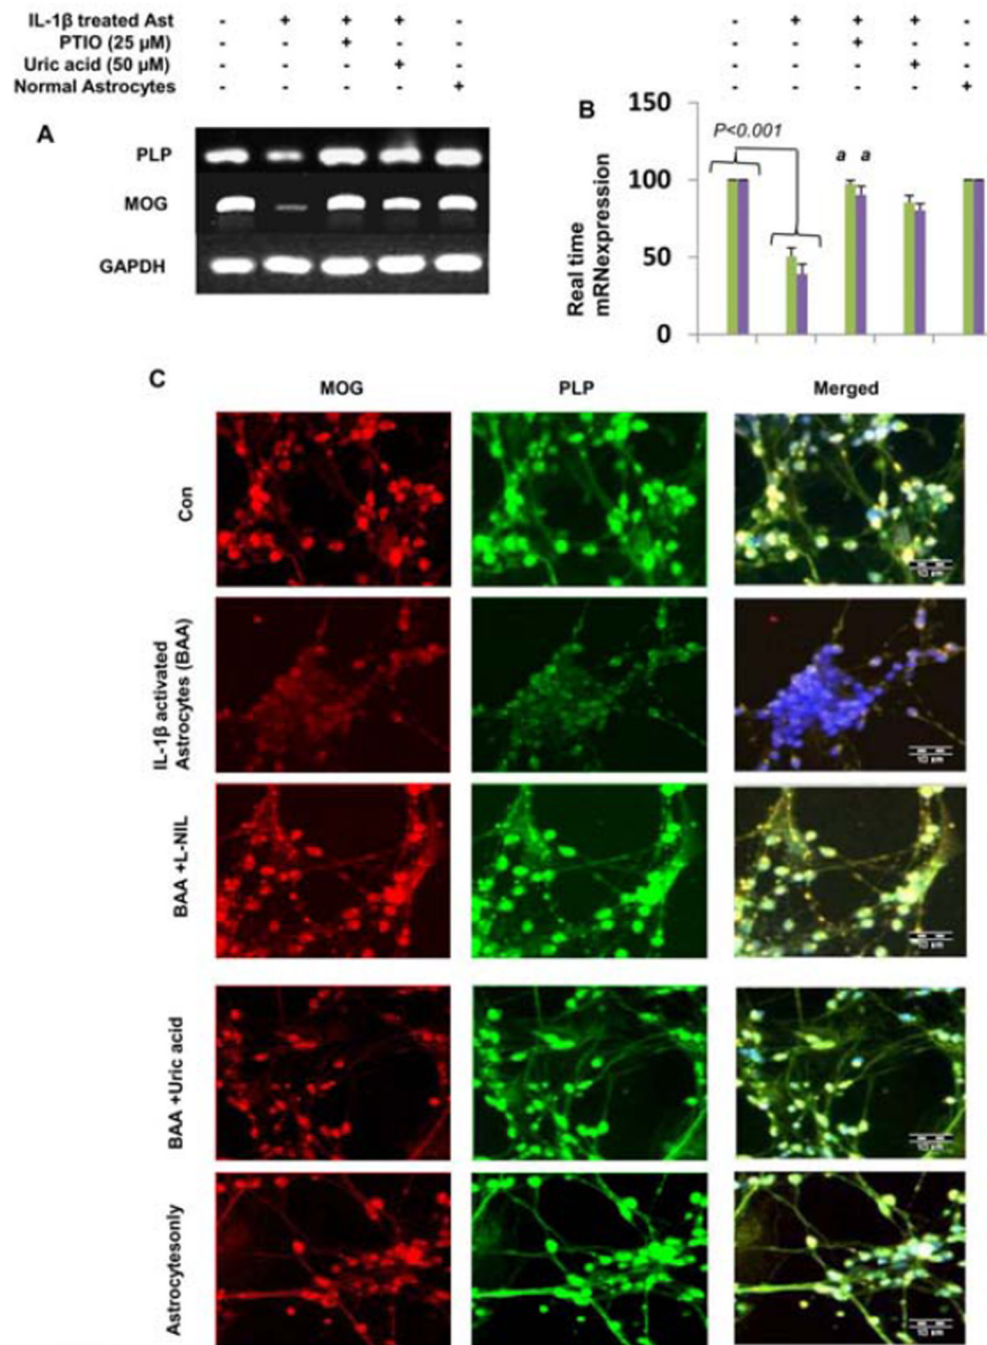 IL-1β treated Ast - + + + -
PTIO (25 µM) - - + - -
Uric acid (50 µM) - - - + -
Normal Astrocytes - - - - +
- + + + -
- - + - -
- - - + -
- - - - +
A
PLP
MOG
GAPDH
B
Real time
mRNexpression
150
100
50
0
P<0.001
a a
C
MOG PLP Merged
Con
IL-1β activated
Astrocytes (BAA)
BAA +L-NIL
BAA +Uric acid
Astrocytesonly